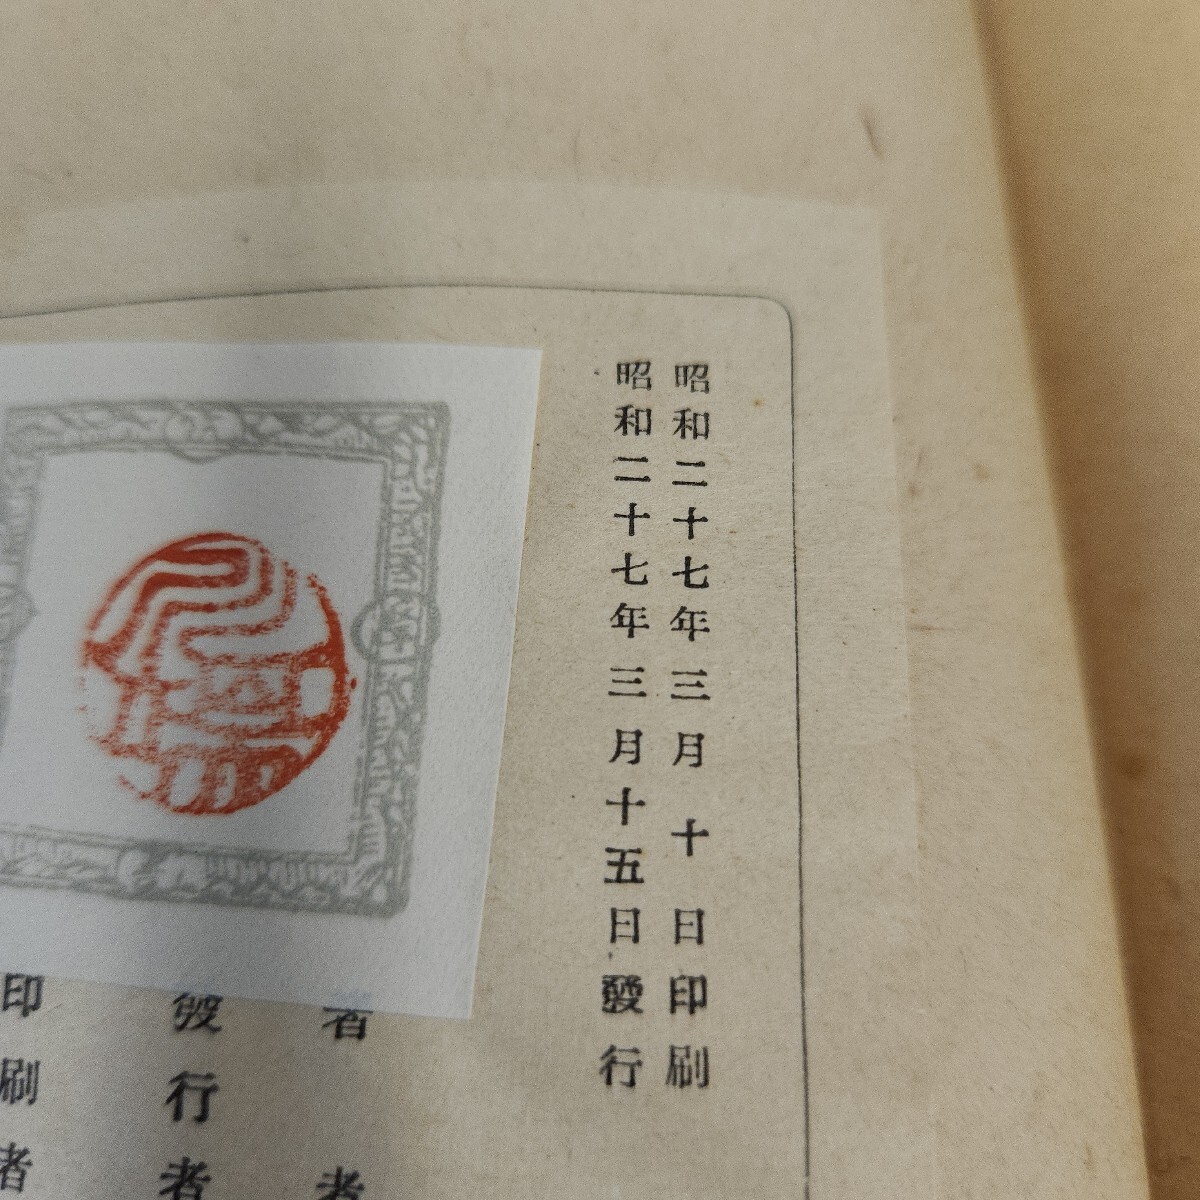 昭和二十七年三月十日印刷
昭和二十七年三月十五日發行
著者
發行者
印刷者